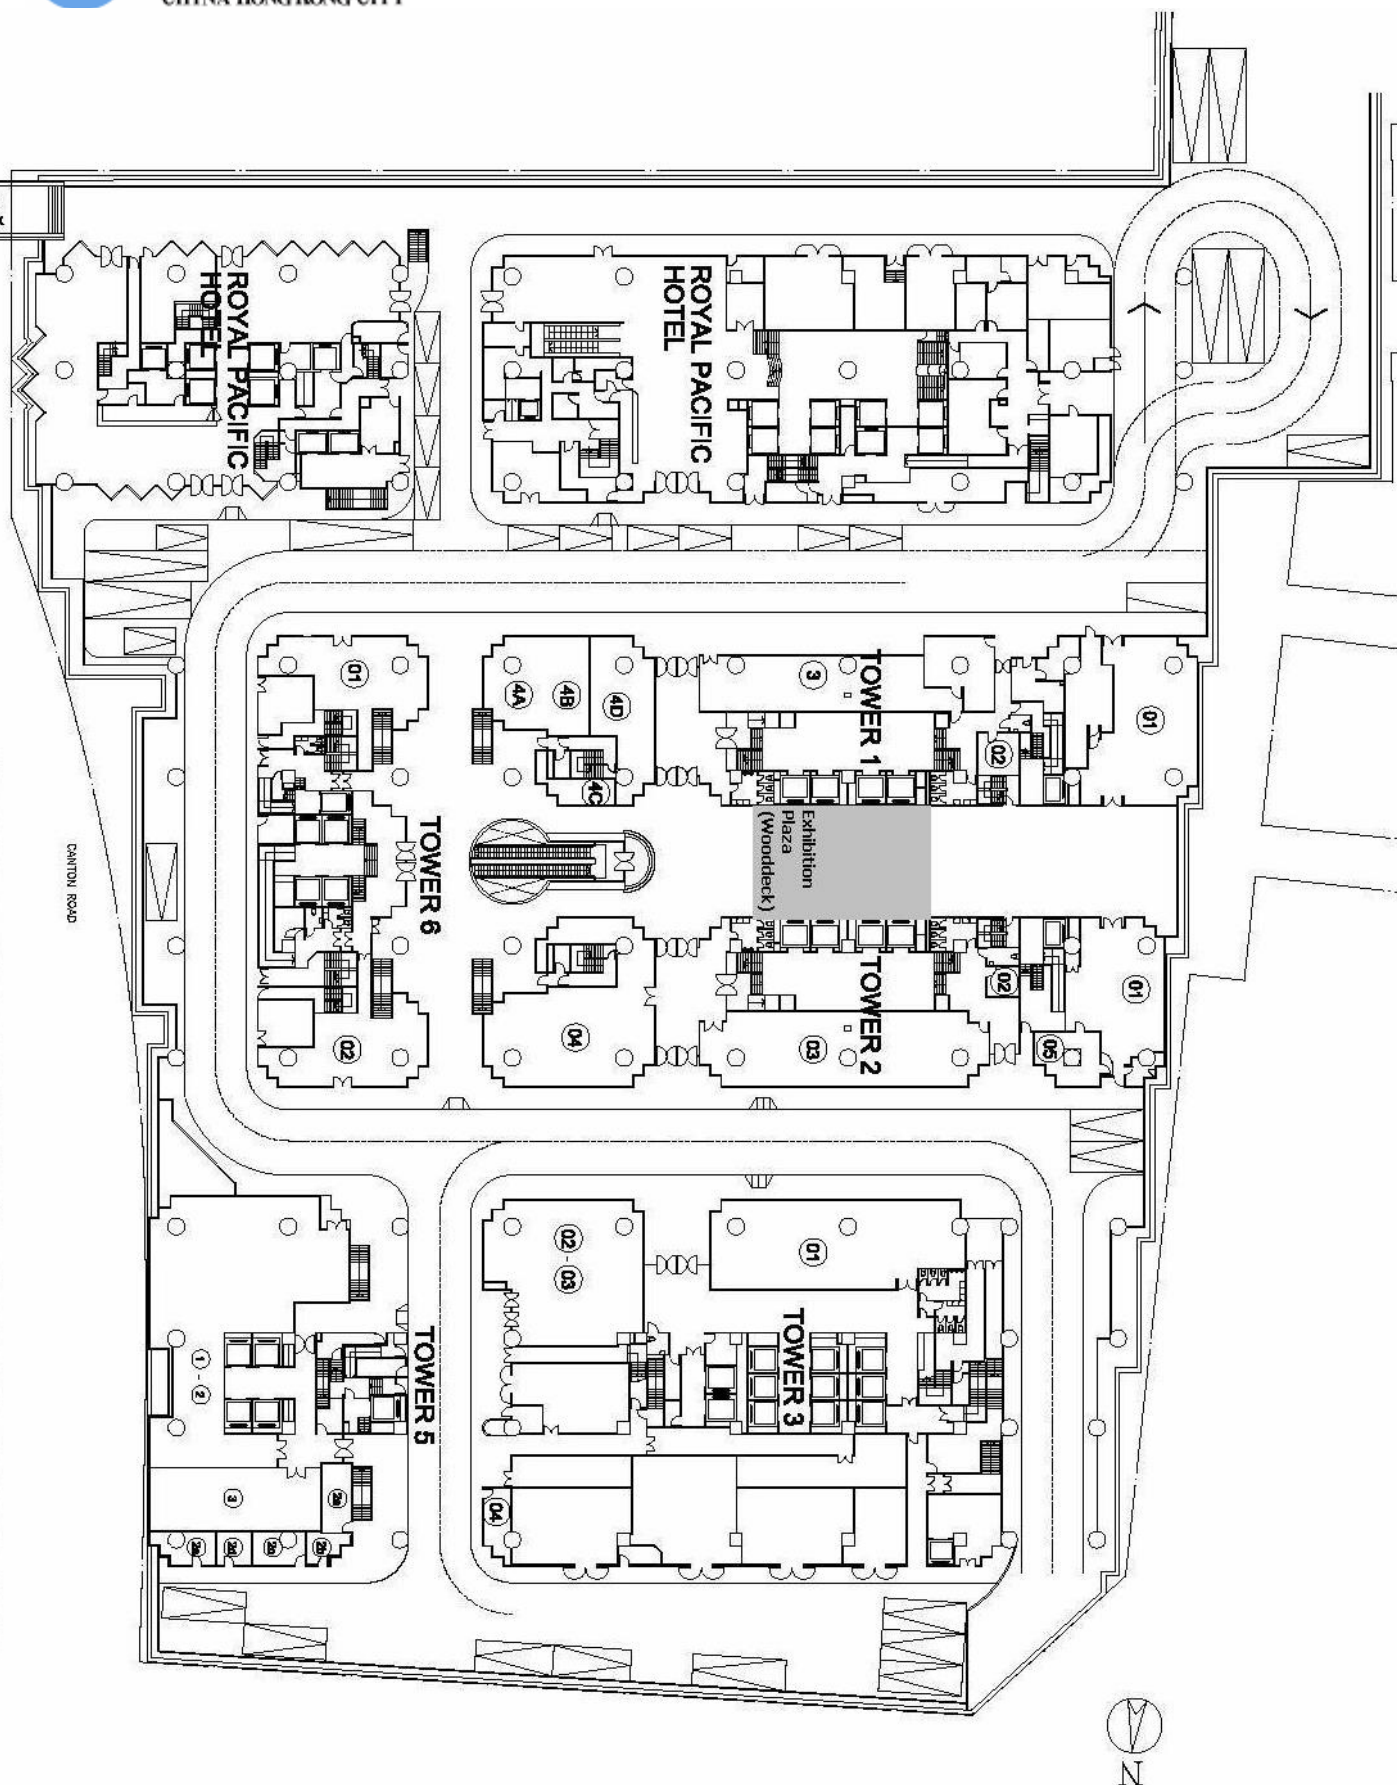 CHINA HONG KONG CITY
ROYAL PACIFIC
HOTEL
ROYAL PACIFIC
HOTEL
01
4A
4B
4D
4C
3
TOWER 1
02
01
Exhibition
Plaza
(Wooddeck)
TOWER 6
CANTON ROAD
02
04
03
TOWER 2
02
01
05
02
-
03
01
TOWER 3
04
TOWER 5
1
-
2
3
2a
2b
N